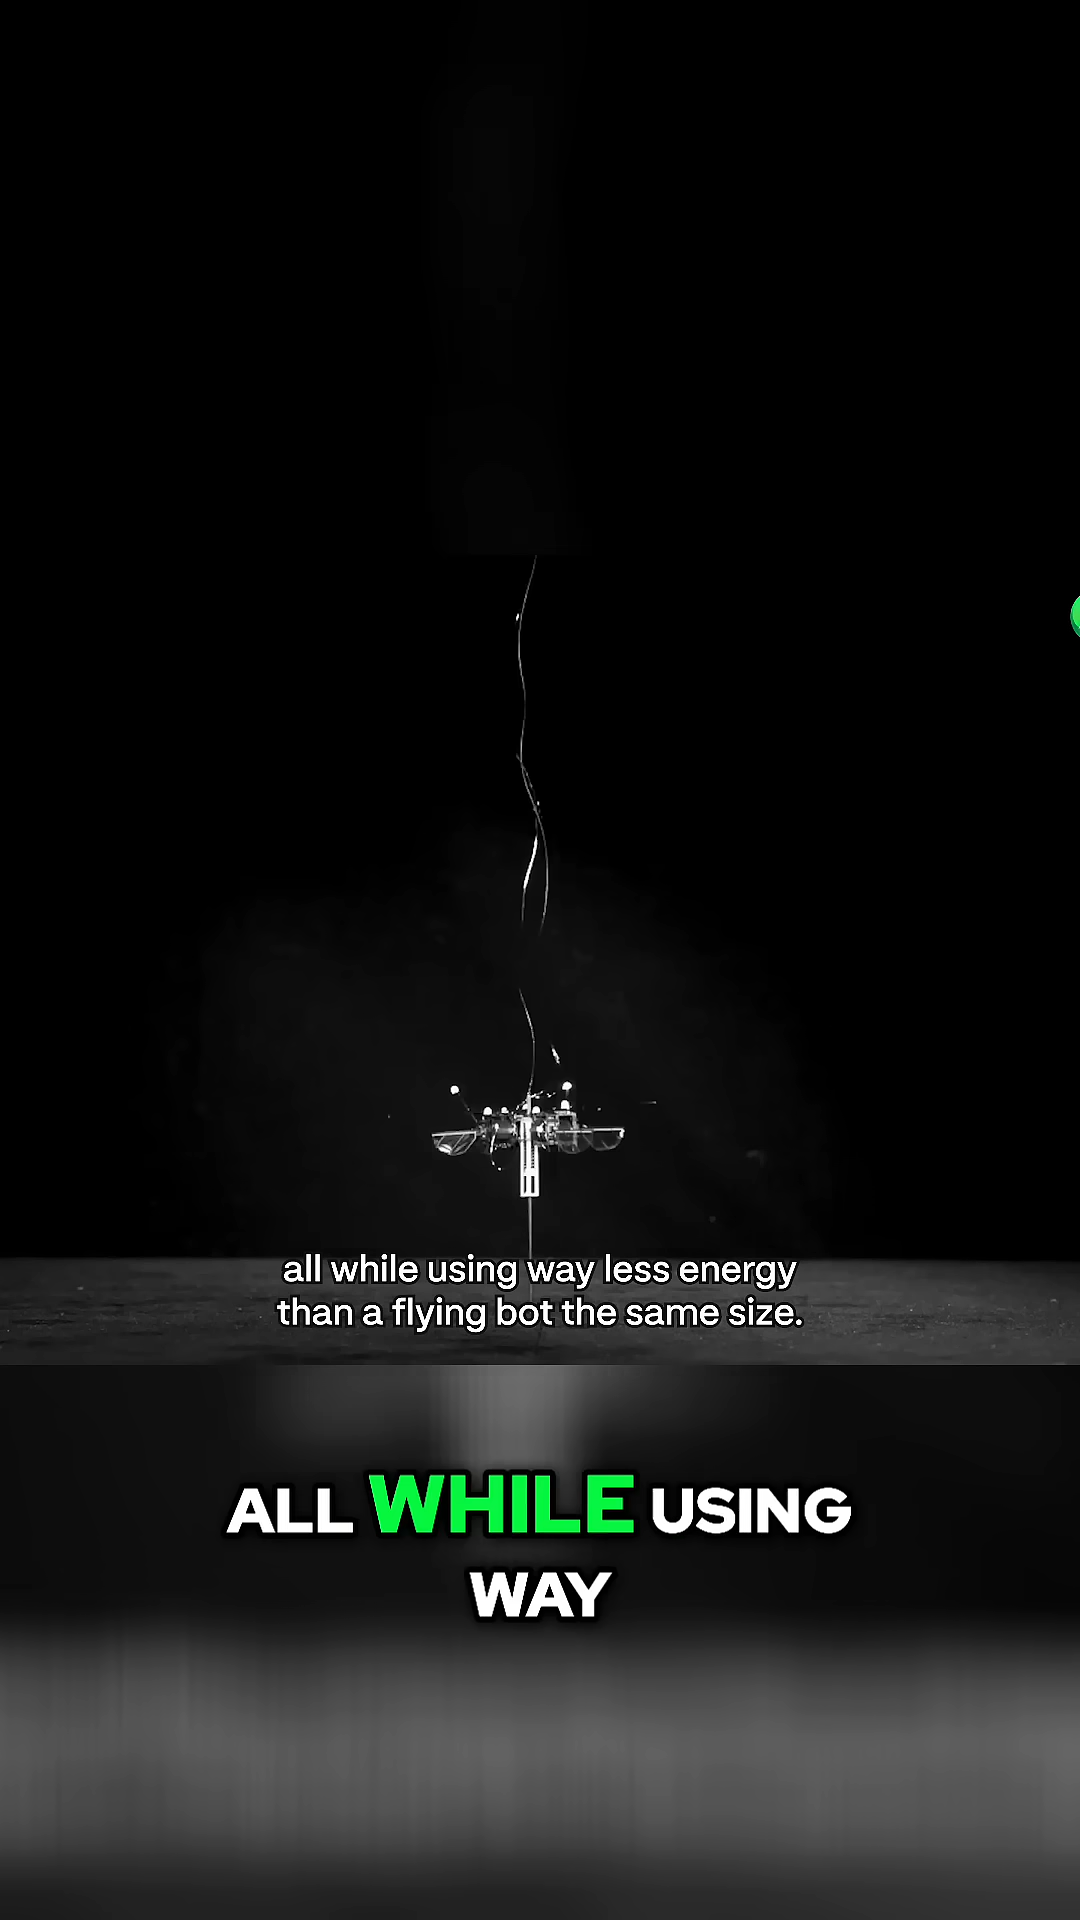 all while using way less energy
than a flying bot the same size.
ALL WHILE USING
WAY